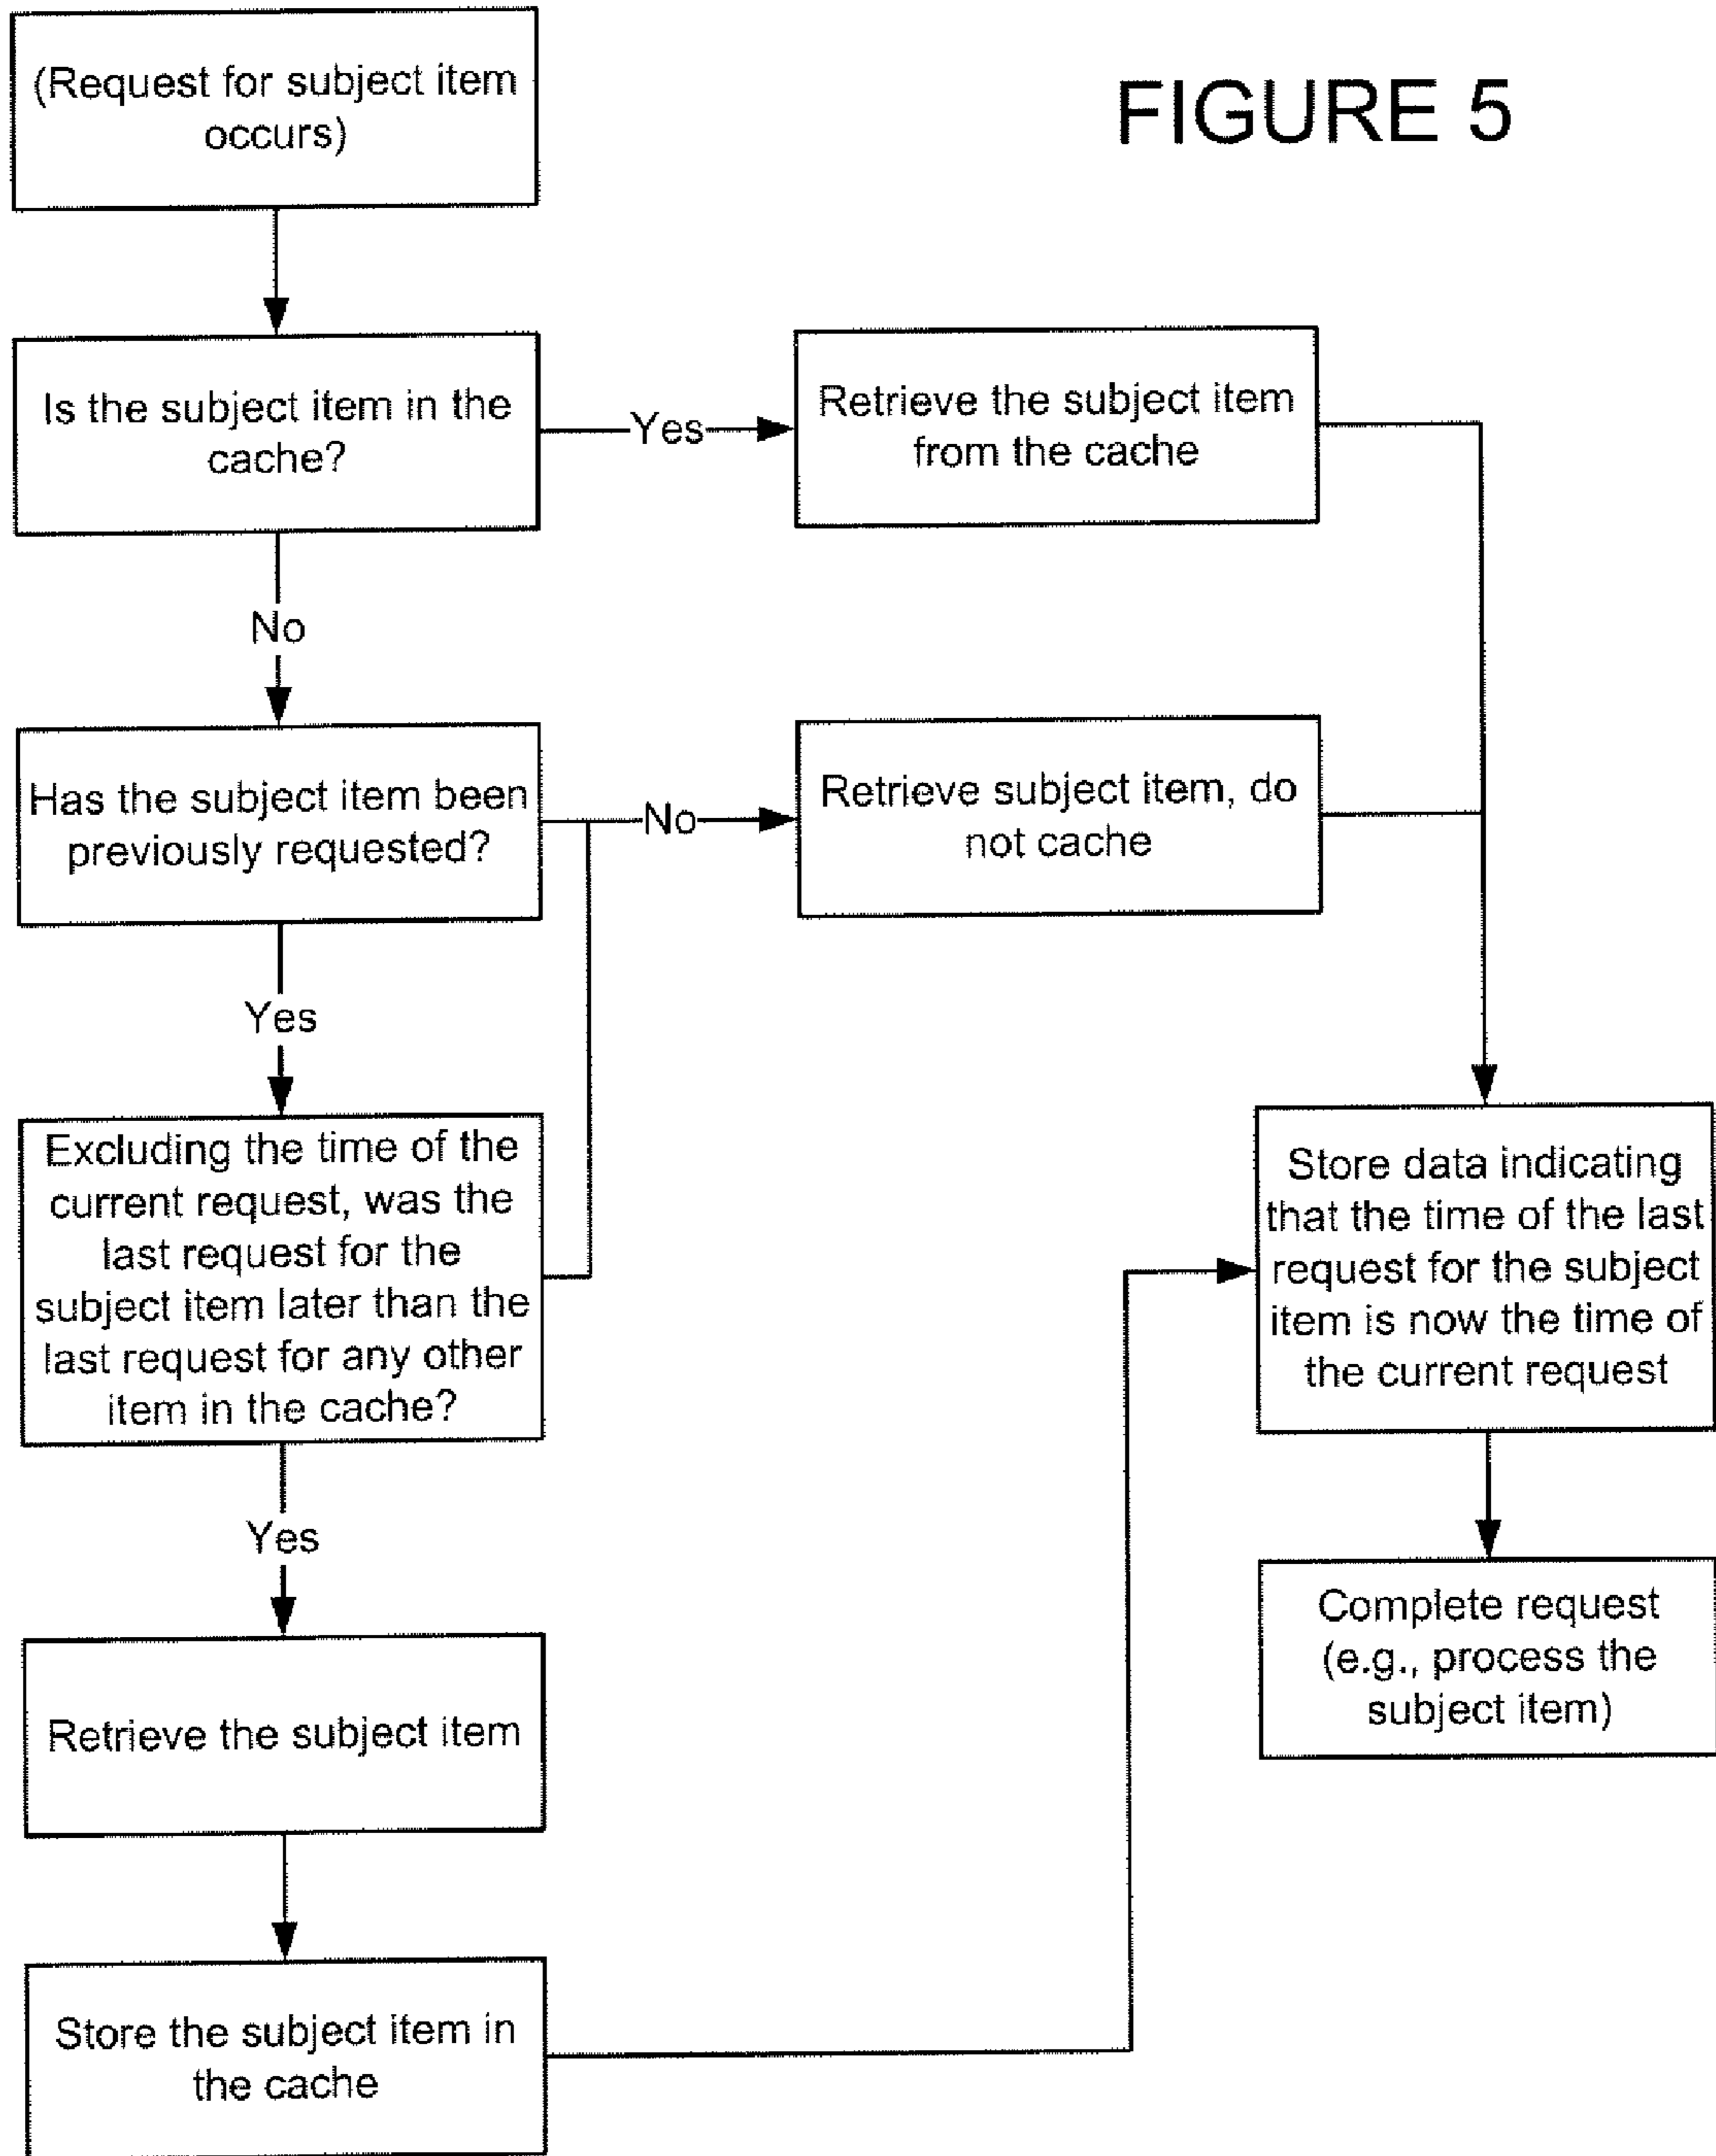 FIGURE 5
(Request for subject item
occurs)
Is the subject item in the
cache?
Yes
Retrieve the subject item
from the cache
No
Has the subject item been
previously requested?
No
Retrieve subject item, do
not cache
Yes
Excluding the time of the
current request, was the
last request for the
subject item later than the
last request for any other
item in the cache?
Store data indicating
that the time of the last
request for the subject
item is now the time of
the current request
Yes
Complete request
(e.g., process the
subject item)
Retrieve the subject item
Store the subject item in
the cache